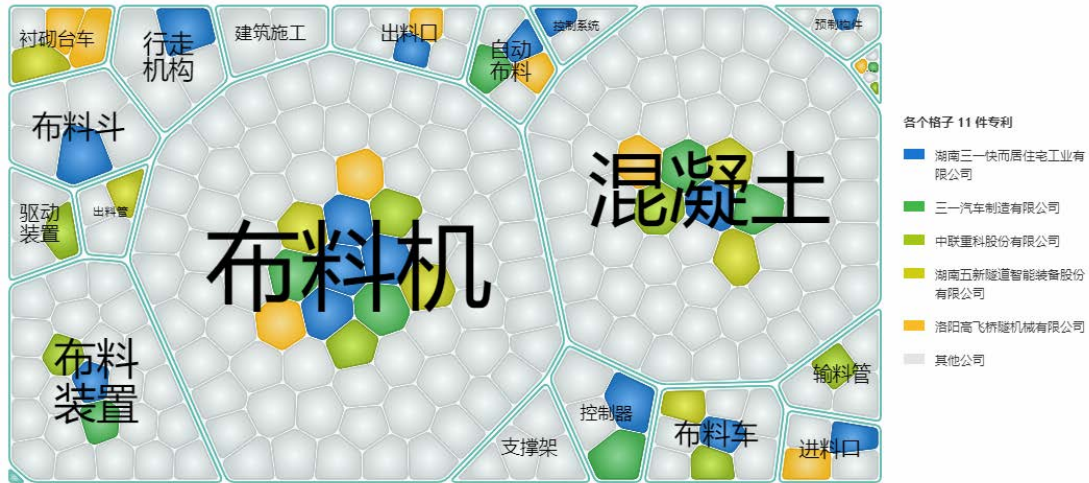 衬砌台车
行走
机构
建筑施工
出料口
自动
布料
控制系统
预制构件
布料斗
驱动
装置
出料管
布料机
混凝土
布料
装置
支撑架
控制器
布料车
输料管
进料口
各个格子 11 件专利
湖南三一快而居住宅工业有
限公司
三一汽车制造有限公司
中联重科股份有限公司
湖南五新隧道智能装备股份
有限公司
洛阳高飞桥隧机械有限公司
其他公司